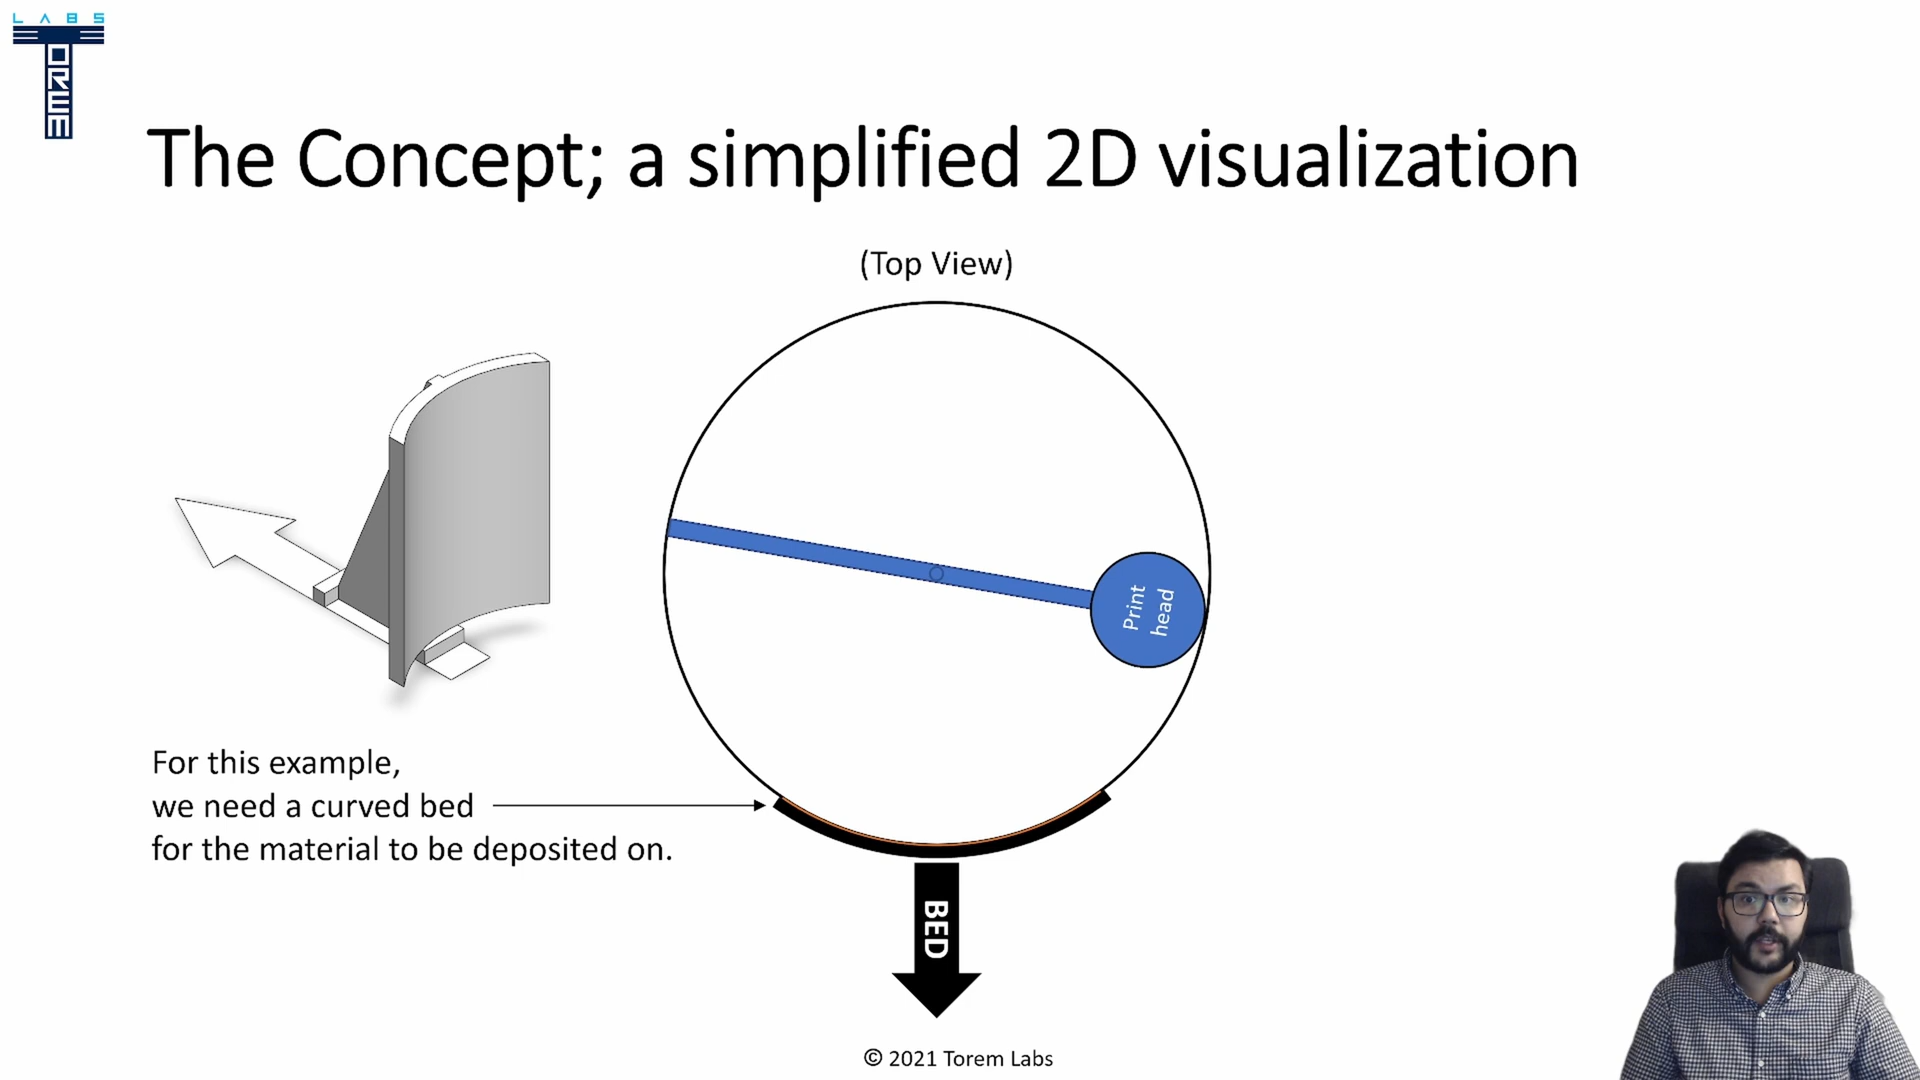 LABS
TOREM
The Concept; a simplified 2D visualization
(Top View)
Print
head
For this example,
we need a curved bed
for the material to be deposited on.
BED
© 2021 Torem Labs